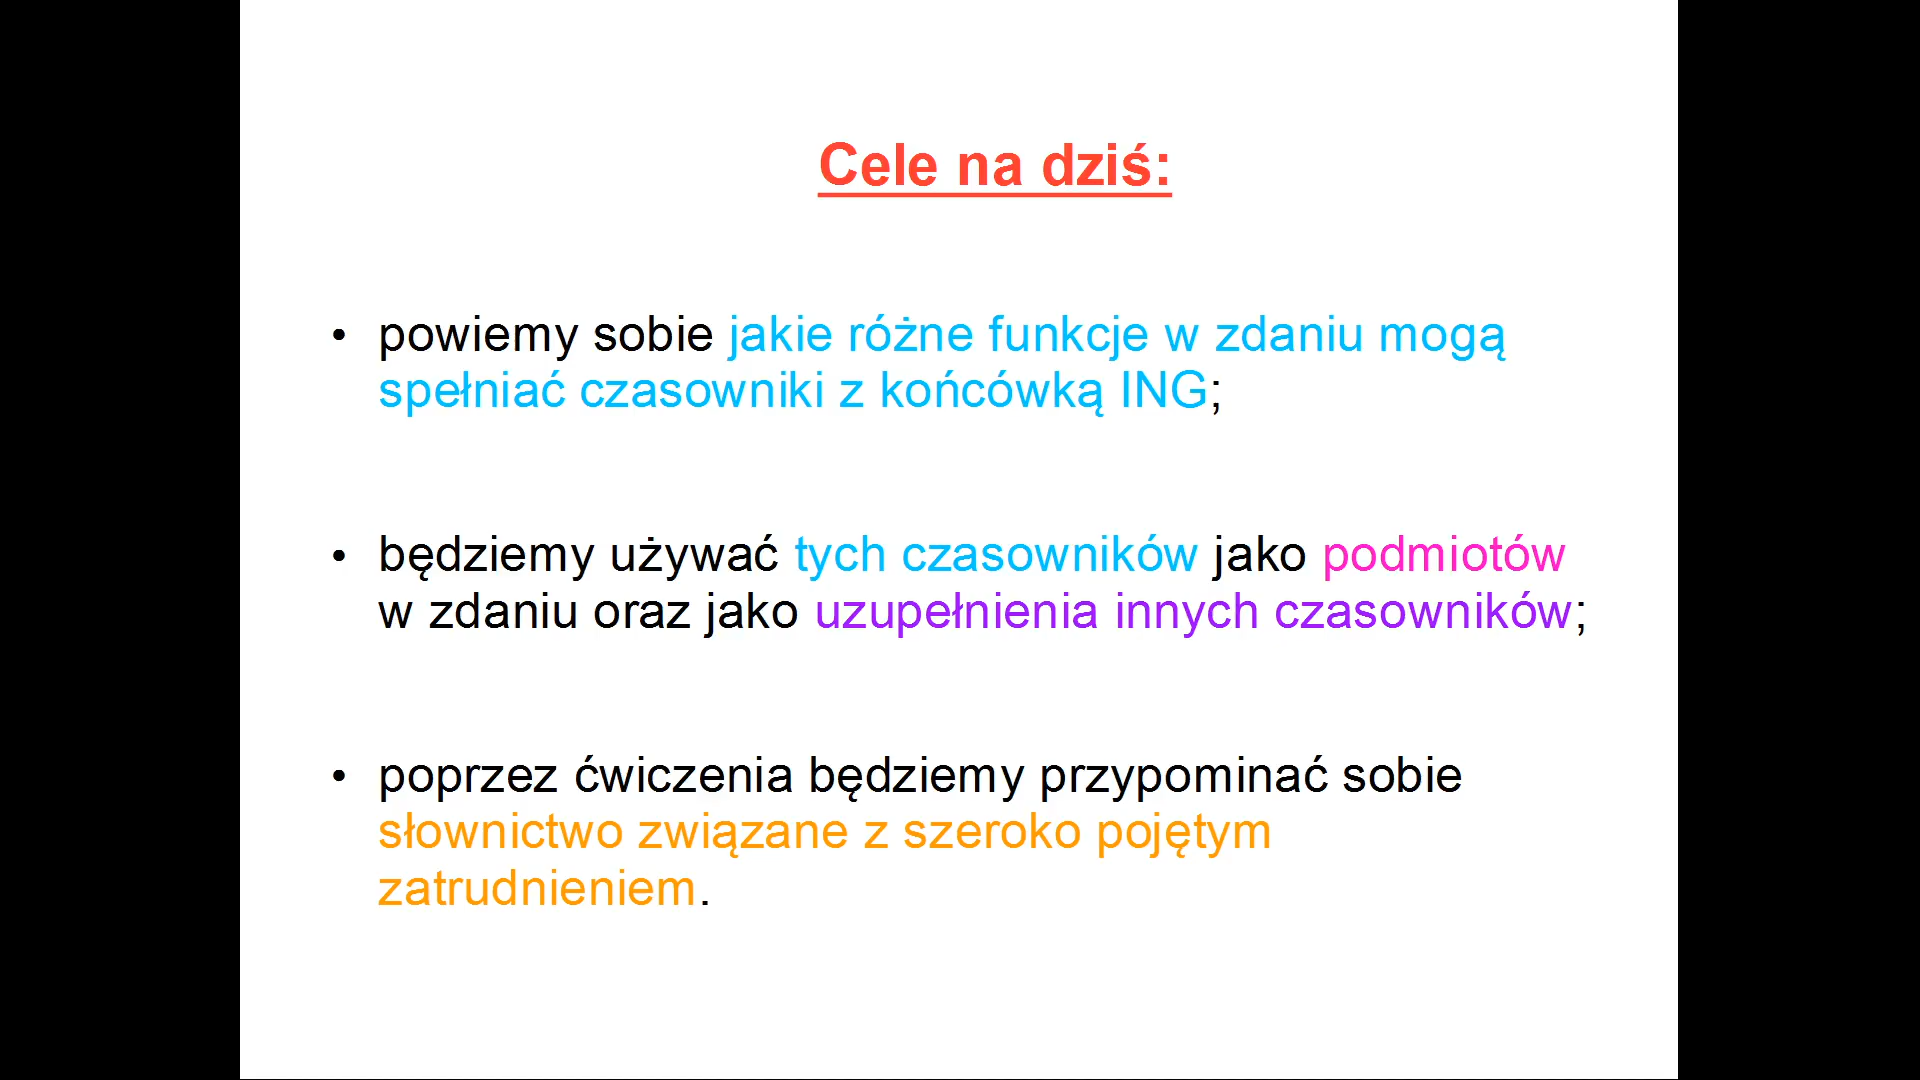 Cele na dziś:
• powiemy sobie jakie różne funkcje w zdaniu mogą
spełniać czasowniki z końcówką ING;
• będziemy używać tych czasowników jako podmiotów
w zdaniu oraz jako uzupełnienia innych czasowników;
• poprzez ćwiczenia będziemy przypominać sobie
słownictwo związane z szeroko pojętym
zatrudnieniem.